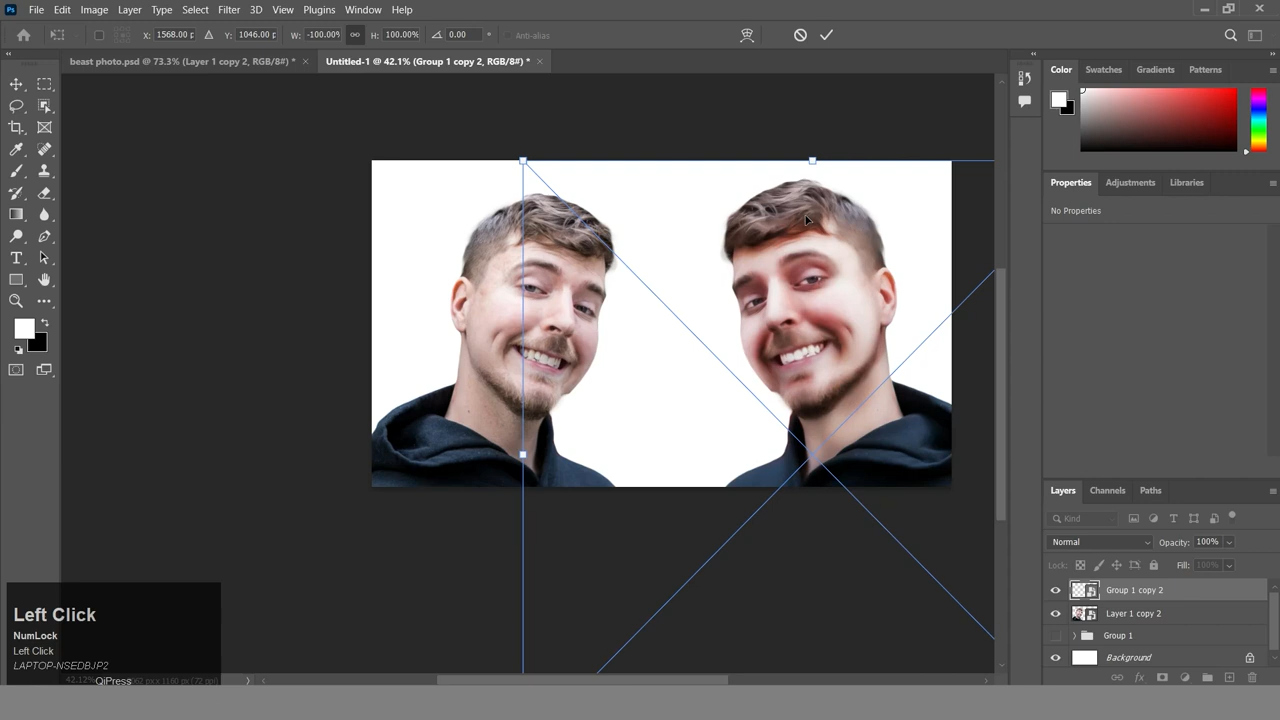 File Edit Image Layer Type Select Filter 3D View Plugins Window Help
X: 1568.00 p Y: 1046.00 p W: -100.00% H: 100.00% 0.00 ° Anti-alias
beast photo.psd @ 73.3% (Layer 1 copy 2, RGB/8#) * × Untitled-1 @ 42.1% (Group 1 copy 2, RGB/8#) * ×
Color Swatches Gradients Patterns
Properties Adjustments Libraries
No Properties
Layers Channels Paths
Kind
Normal Opacity: 100%
Lock: Fill: 100%
Group 1 copy 2
Layer 1 copy 2
Group 1
Background
Left Click
NumLock
Left Click
LAPTOP-NSEDBJP2
QiPress